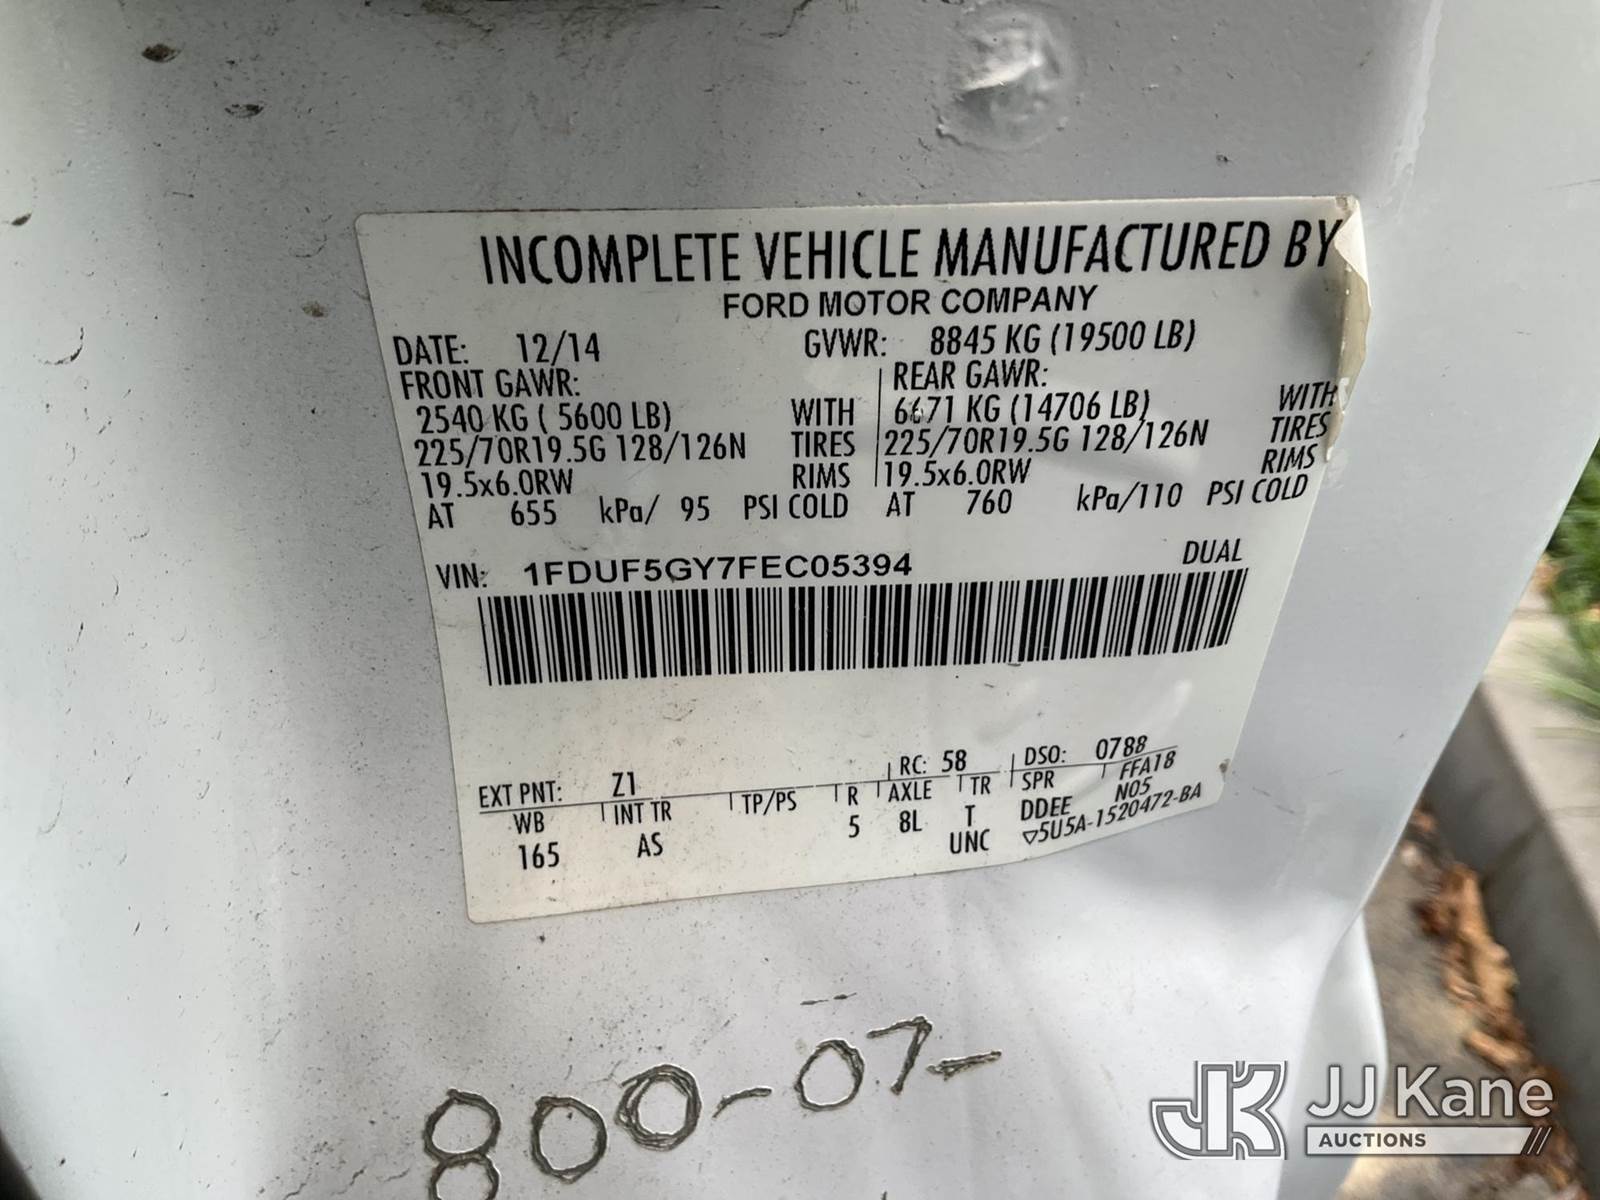 INCOMPLETE VEHICLE MANUFACTURED BY
FORD MOTOR COMPANY
DATE: 12/14 GVWR: 8845 KG (19500 LB)
FRONT GAWR: REAR GAWR:
2540 KG ( 5600 LB) WITH 6671 KG (14706 LB) WITH
225/70R19.5G 128/126N TIRES 225/70R19.5G 128/126N TIRES
19.5x6.0RW RIMS 19.5x6.0RW RIMS
AT 655 kPa/ 95 PSI COLD AT 760 kPa/110 PSI COLD
VIN: 1FDUF5GY7FEC05394 DUAL
EXT PNT: Z1 RC: 58 DSO: 0788
WB INT TR TP/PS R AXLE TR SPR FFA18
165 AS 5 8L T DDEE N05
UNC ▽5U5A-1520472-BA
800-07-
JK JJ Kane
AUCTIONS